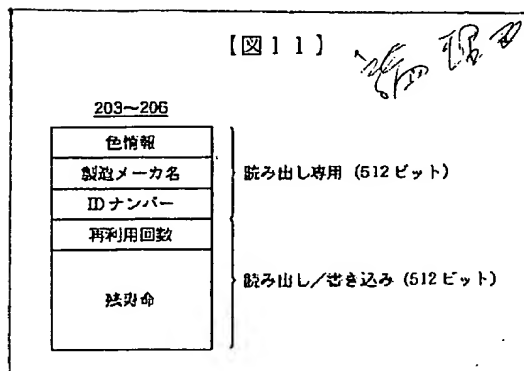 【図11】
203~206
色情報
製造メーカ名
IDナンバー
再利用回数
残寿命
読み出し専用(512ビット)
読み出し/書き込み(512ビット)